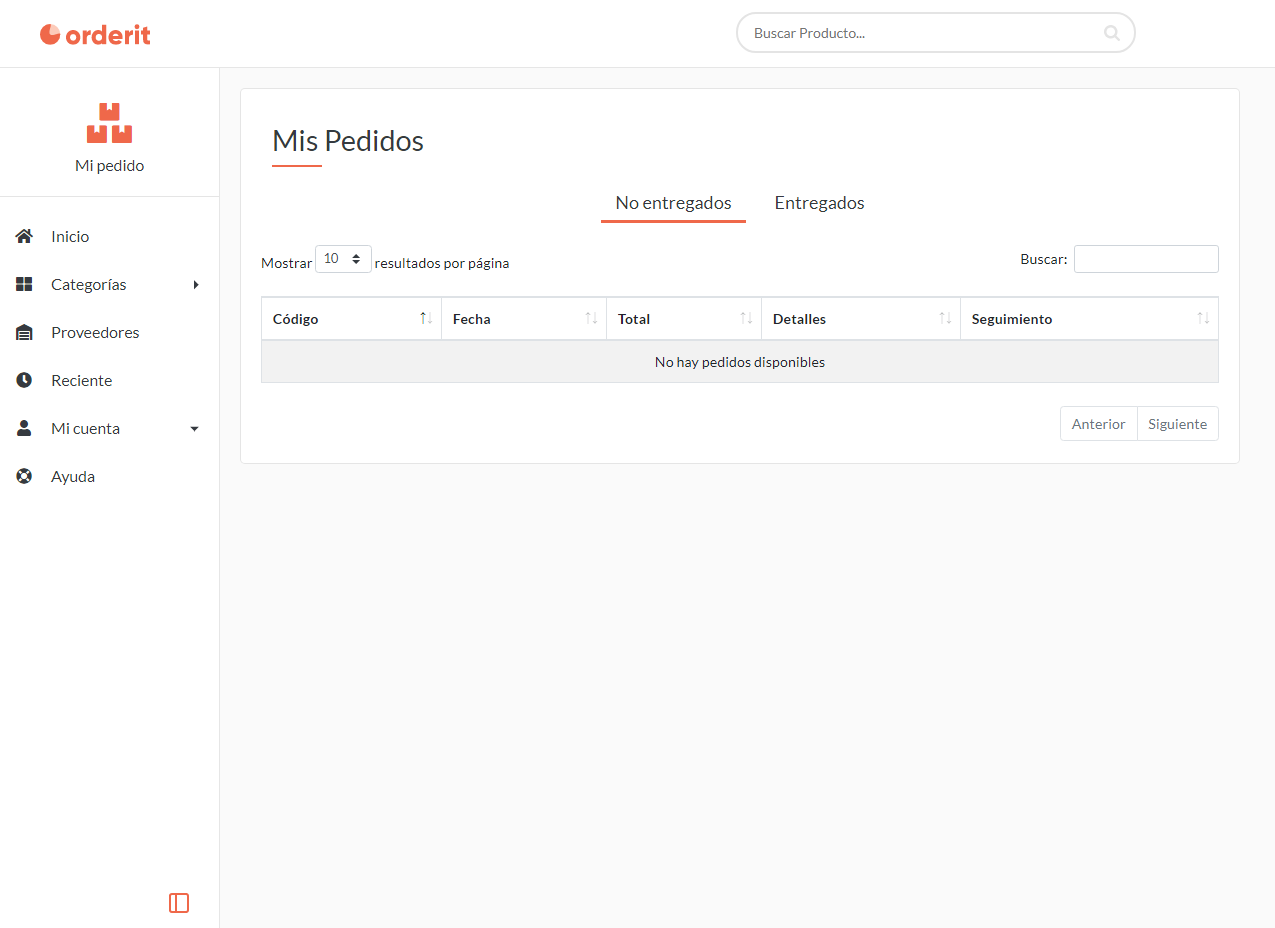 orderit
Buscar Producto...
Mi pedido
Inicio
Categorías
Proveedores
Reciente
Mi cuenta
Ayuda
Mis Pedidos
No entregados Entregados
Mostrar 10 resultados por página Buscar:
Código Fecha Total Detalles Seguimiento
No hay pedidos disponibles
Anterior Siguiente